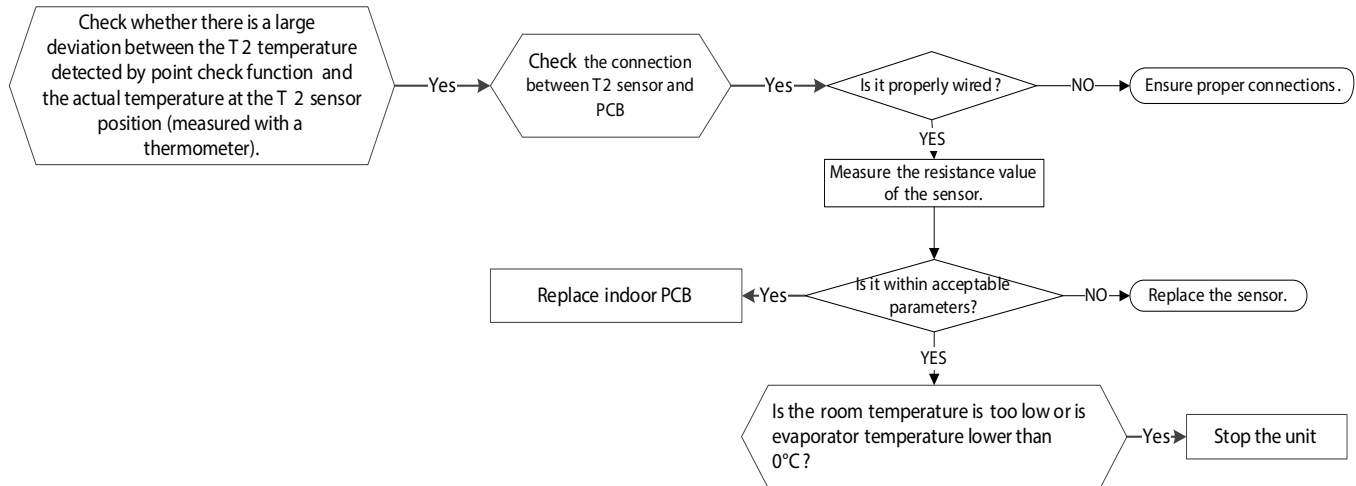 Check whether there is a large
deviation between the T 2 temperature
detected by point check function and
the actual temperature at the T 2 sensor
position (measured with a
thermometer).
Yes
Check the connection
between T2 sensor and
PCB
Yes
Is it properly wired ?
NO
Ensure proper connections .
YES
Measure the resistance value
of the sensor.
Is it within acceptable
parameters?
Yes
Replace indoor PCB
NO
Replace the sensor.
YES
Is the room temperature is too low or is
evaporator temperature lower than
0°C ?
Yes
Stop the unit